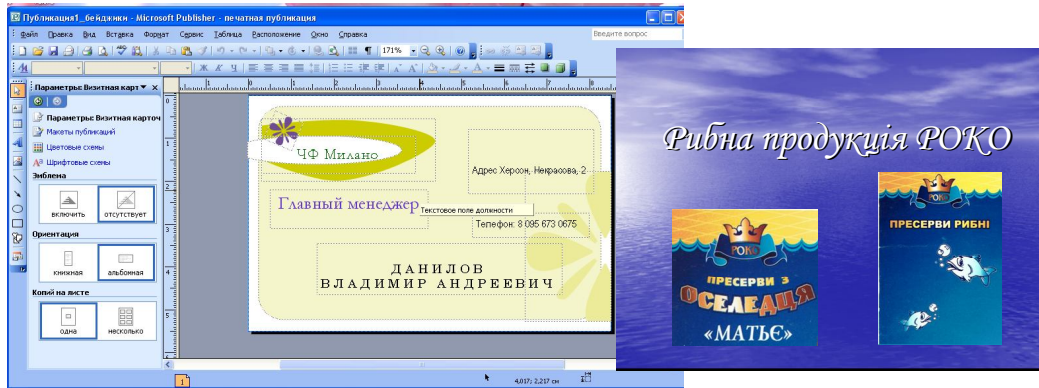 Публикация1_бейджики - Microsoft Publisher - печатная публикация
Файл Правка Вид Вставка Формат Сервис Таблица Расположение Окно Справка
Введите вопрос
171%
Ж К Ч
Параметры: Визитная карт
Параметры: Визитная карточ
Макеты публикаций
Цветовые схемы
Шрифтовые схемы
Эмблема
включить отсутствует
Ориентация
книжная альбомная
Копий на листе
одна несколько
ЧФ Милано
Адрес Херсон, Некрасова, 2
Главный менеджер
Текстовое поле должности
Телефон: 8 095 673 0675
ДАНИЛОВ
ВЛАДИМИР АНДРЕЕВИЧ
1
4,017; 2,217 см
Рибна продукція РОКО
РОКО
ПРЕСЕРВИ З
ОСЕЛЕДЦЯ
«МАТЬЄ»
РОКО
ПРЕСЕРВИ РИБНІ